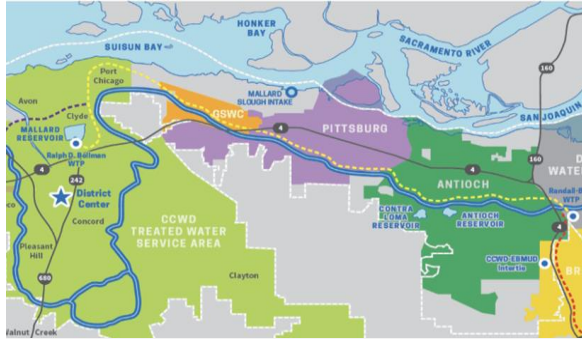 HONKER
BAY
SUISUN BAY
SACRAMENTO RIVER
Port
Chicago
160
Avon
MALLARD
SLOUGH INTAKE
Clyde
GSWC
SAN JOAQUIN
MALLARD
RESERVOIR
4
PITTSBURG
Ralph D. Bollman
WTP
160
4
4
242
ANTIOCH
WATE
District
Center
Randall-B
WTP
CONTRA
LOMA
RESERVOIR
ANTIOCH
RESERVOIR
Concord
CCWD
TREATED WATER
SERVICE AREA
4
Pleasant
Hill
CCWD-EBMUD
Intertie
BR
680
Clayton
Walnut Creek